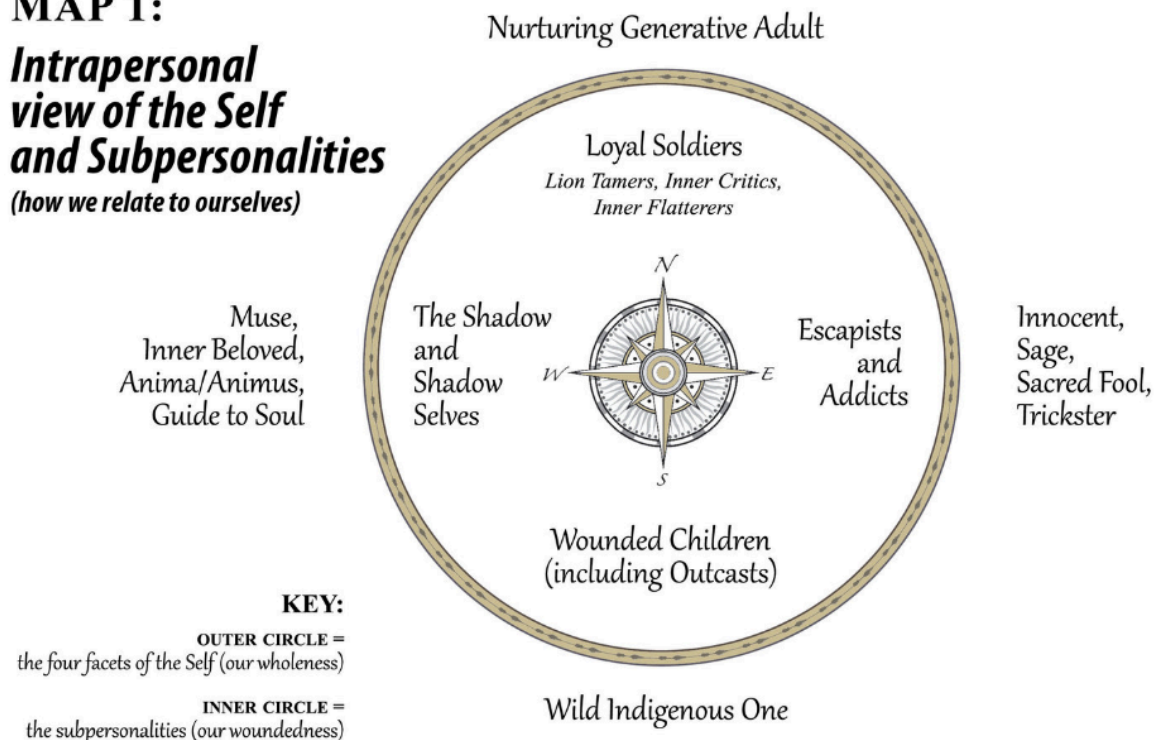 MAP 1:
Intrapersonal
view of the Self
and Subpersonalities
(how we relate to ourselves)
Nurturing Generative Adult
Loyal Soldiers
Lion Tamers, Inner Critics,
Inner Flatterers
Muse,
Inner Beloved,
Anima/Animus,
Guide to Soul
The Shadow
and
Shadow
Selves
N
W
E
S
Escapists
and
Addicts
Innocent,
Sage,
Sacred Fool,
Trickster
Wounded Children
(including Outcasts)
Wild Indigenous One
KEY:
OUTER CIRCLE =
the four facets of the Self (our wholeness)
INNER CIRCLE =
the subpersonalities (our woundedness)